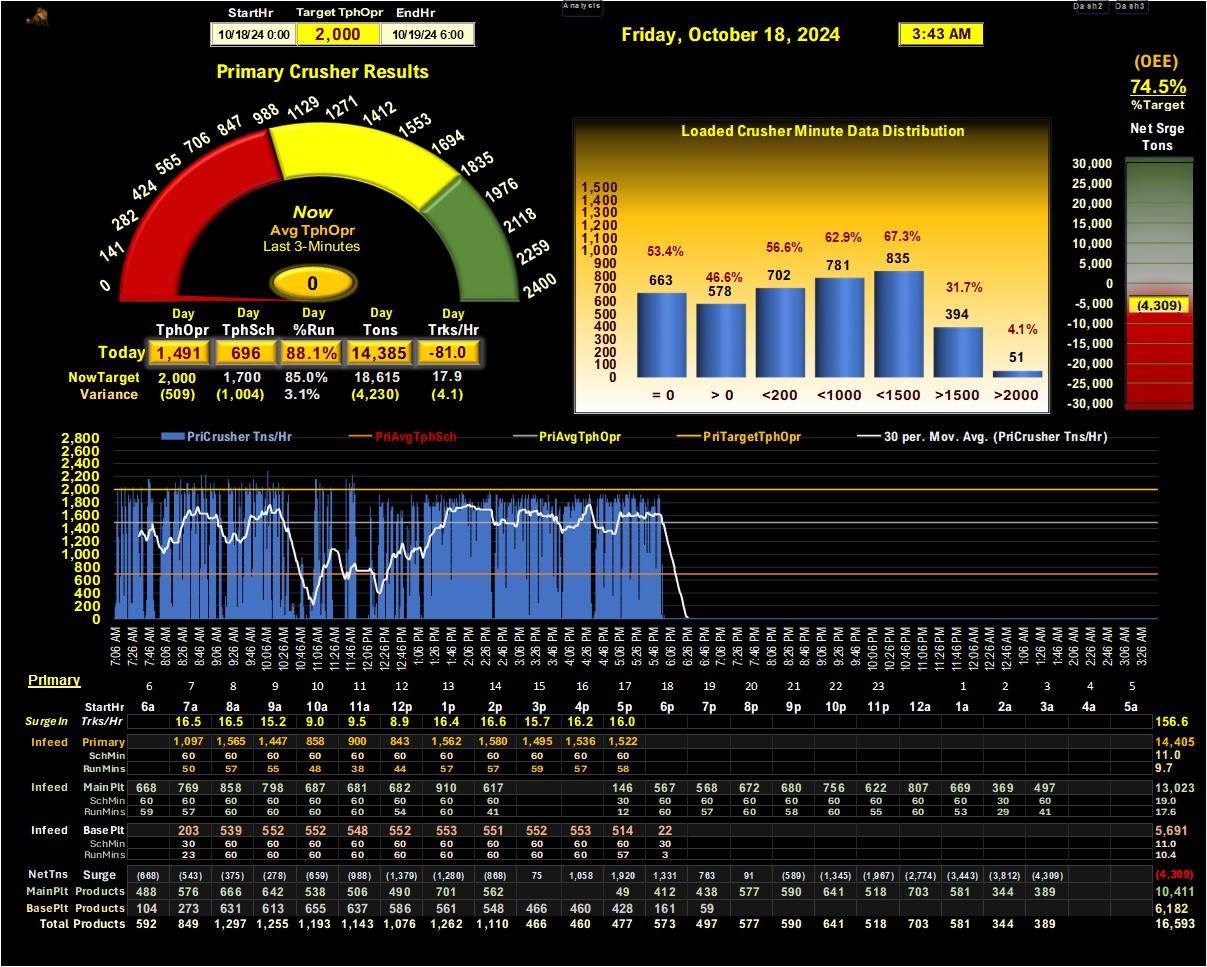 Analysis
Dash2 Dash3
StartHr Target TphOpr EndHr
10/18/24 0:00 2,000 10/19/24 6:00
Friday, October 18, 2024
3:43 AM
(OEE)
74.5%
%Target
Primary Crusher Results
0 141 282 424 565 706 847 988 1129 1271 1412 1553 1694 1835 1976 2118 2259 2400
Now
Avg TphOpr
Last 3-Minutes
0
Day Day Day Day Day
TphOpr TphSch %Run Tons Trks/Hr
Today 1,491 696 88.1% 14,385 -81.0
NowTarget 2,000 1,700 85.0% 18,615 17.9
Variance (509) (1,004) 3.1% (4,230) (4.1)
Loaded Crusher Minute Data Distribution
1,500
1,400
1,300
1,200
1,100
1,000
900
800
700
600
500
400
300
200
100
0
53.4% 46.6% 56.6% 62.9% 67.3% 31.7% 4.1%
663 578 702 781 835 394 51
= 0 > 0 <200 <1000 <1500 >1500 >2000
Net Srge
Tons
30,000
25,000
20,000
15,000
10,000
5,000
0
-5,000
-10,000
-15,000
-20,000
-25,000
-30,000
(4,309)
PriCrusher Tns/Hr PriAvgTphSch PriAvgTphOpr PriTargetTphOpr 30 per. Mov. Avg. (PriCrusher Tns/Hr)
2,800
2,600
2,400
2,200
2,000
1,800
1,600
1,400
1,200
1,000
800
600
400
200
0
7:06 AM 7:26 AM 7:46 AM 8:06 AM 8:26 AM 8:46 AM 9:06 AM 9:26 AM 9:46 AM 10:06 AM 10:26 AM 10:46 AM 11:06 AM 11:26 AM 11:46 AM 12:06 PM 12:26 PM 12:46 PM 1:06 PM 1:26 PM 1:46 PM 2:06 PM 2:26 PM 2:46 PM 3:06 PM 3:26 PM 3:46 PM 4:06 PM 4:26 PM 4:46 PM 5:06 PM 5:26 PM 5:46 PM 6:06 PM 6:26 PM 6:46 PM 7:06 PM 7:26 PM 7:46 PM 8:06 PM 8:26 PM 8:46 PM 9:06 PM 9:26 PM 9:46 PM 10:06 PM 10:26 PM 10:46 PM 11:06 PM 11:26 PM 11:46 PM 12:06 AM 12:26 AM 12:46 AM 1:06 AM 1:26 AM 1:46 AM 2:06 AM 2:26 AM 2:46 AM 3:06 AM 3:26 AM
Primary
6 7 8 9 10 11 12 13 14 15 16 17 18 19 20 21 22 23 1 2 3 4 5
StartHr 6a 7a 8a 9a 10a 11a 12p 1p 2p 3p 4p 5p 6p 7p 8p 9p 10p 11p 12a 1a 2a 3a 4a 5a
SurgeIn Trks/Hr 16.5 16.5 15.2 9.0 9.5 8.9 16.4 16.6 15.7 16.2 16.0 156.6
Infeed Primary 1,097 1,565 1,447 858 900 843 1,562 1,580 1,495 1,536 1,522 14,405
SchMin 60 60 60 60 60 60 60 60 60 60 60 11.0
RunMins 50 57 55 48 38 44 57 57 59 57 58 9.7
Infeed MainPlt 668 769 858 798 687 681 682 910 617 146 567 568 672 680 756 622 807 669 369 497 13,023
SchMin 60 60 60 60 60 60 60 60 60 30 60 60 60 60 60 60 60 60 30 60 19.0
RunMins 59 57 60 60 60 60 54 60 41 12 60 57 60 58 60 55 60 53 29 41 17.6
Infeed Base Plt 203 539 552 552 548 552 553 551 552 553 514 22 5,691
SchMin 30 60 60 60 60 60 60 60 60 60 60 60 11.0
RunMins 23 60 60 60 60 60 60 60 60 60 57 3 10.4
NetTns Surge (668) (543) (375) (278) (659) (988) (1,379) (1,280) (868) 75 1,058 1,920 1,331 763 91 (589) (1,345) (1,967) (2,774) (3,443) (3,812) (4,309) (4,309)
MainPlt Products 488 576 666 642 538 506 490 701 562 49 412 438 577 590 641 518 703 581 344 389 10,411
BasePlt Products 104 273 631 613 655 637 586 561 548 466 460 428 161 59 6,182
Total Products 592 849 1,297 1,255 1,193 1,143 1,076 1,262 1,110 466 460 477 573 497 577 590 641 518 703 581 344 389 16,593